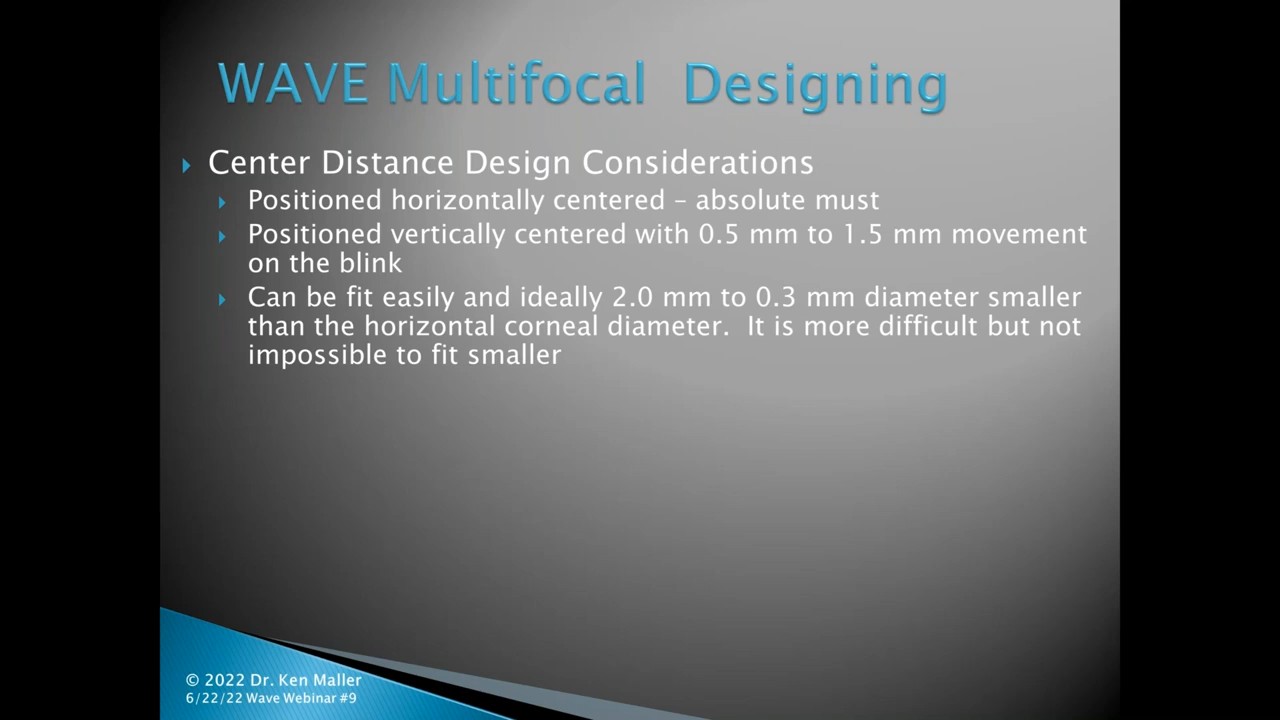 WAVE Multifocal Designing
Center Distance Design Considerations
Positioned horizontally centered – absolute must
Positioned vertically centered with 0.5 mm to 1.5 mm movement
on the blink
Can be fit easily and ideally 2.0 mm to 0.3 mm diameter smaller
than the horizontal corneal diameter. It is more difficult but not
impossible to fit smaller
© 2022 Dr. Ken Maller
6/22/22 Wave Webinar #9